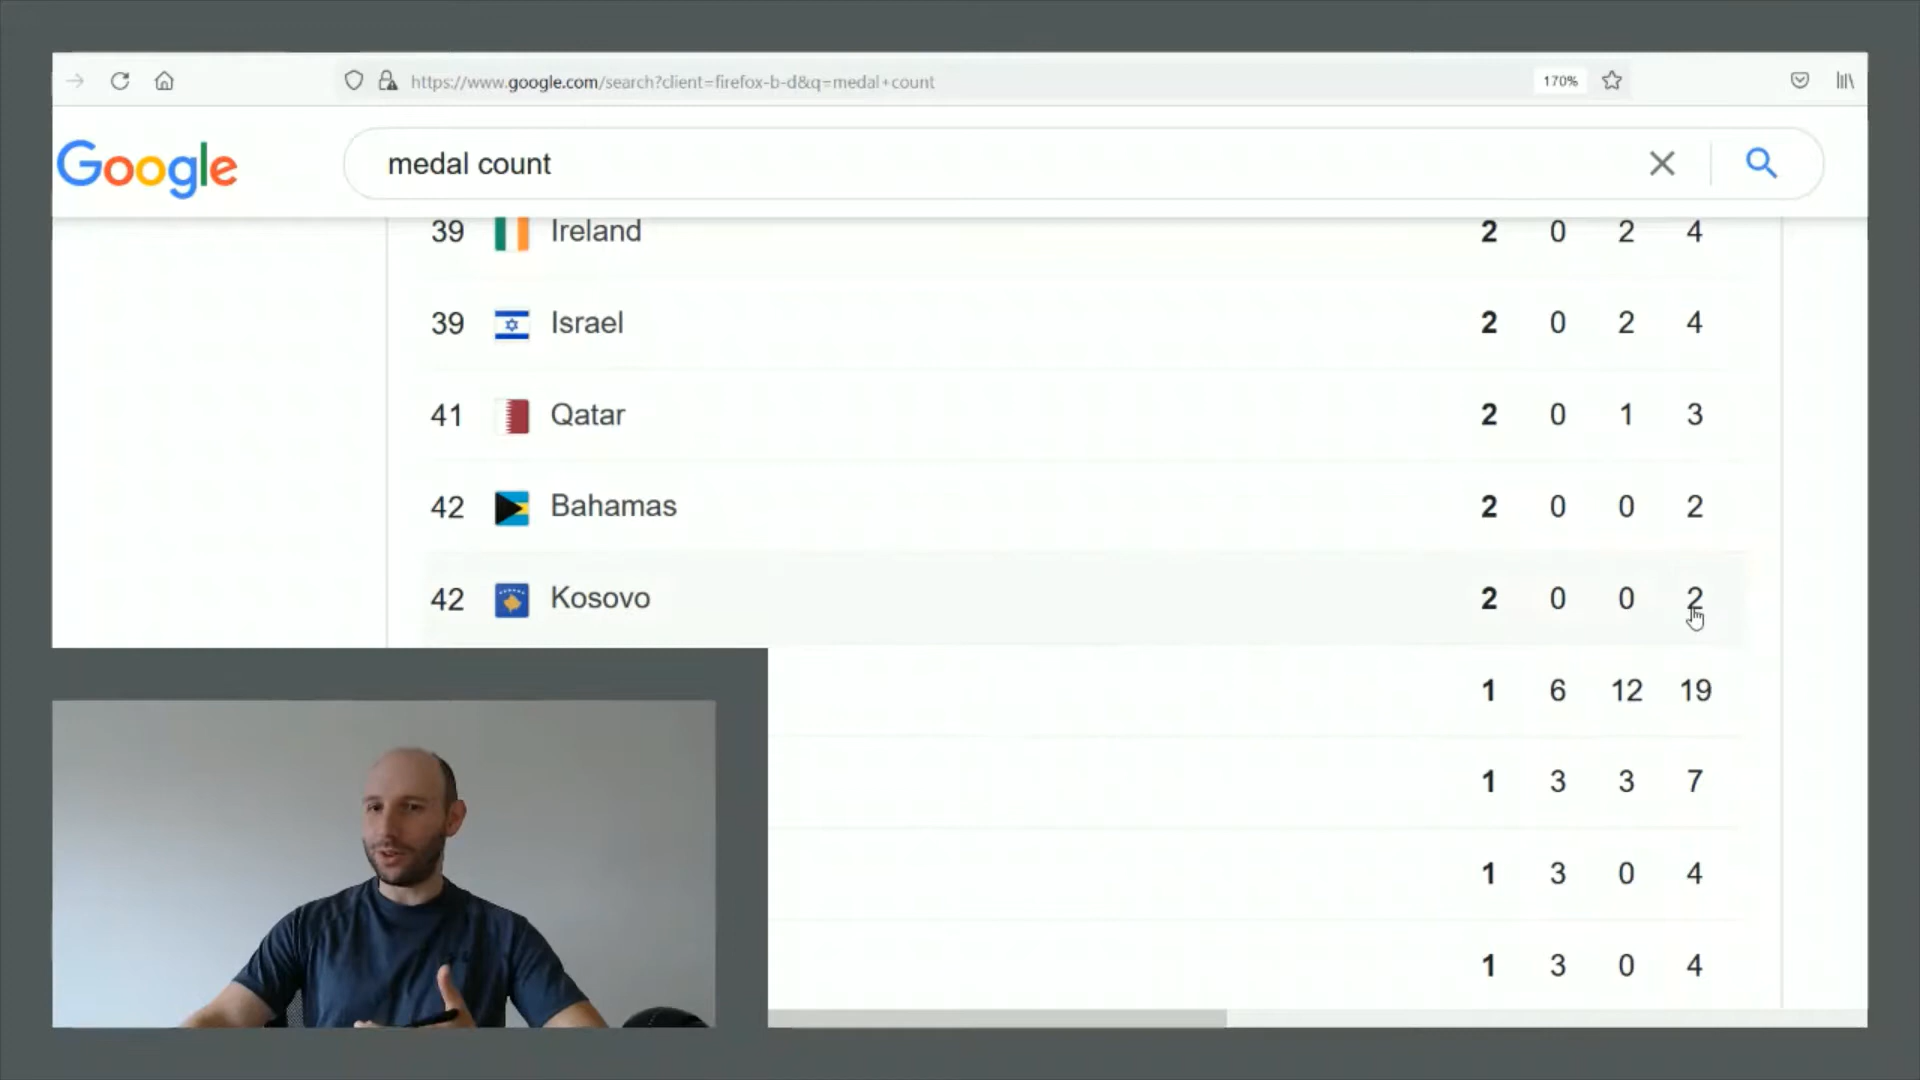 https://www.google.com/search?client=firefox-b-d&q=medal+count
170%
Google
medal count
39 Ireland 2 0 2 4
39 Israel 2 0 2 4
41 Qatar 2 0 1 3
42 Bahamas 2 0 0 2
42 Kosovo 2 0 0 2
1 6 12 19
1 3 3 7
1 3 0 4
1 3 0 4